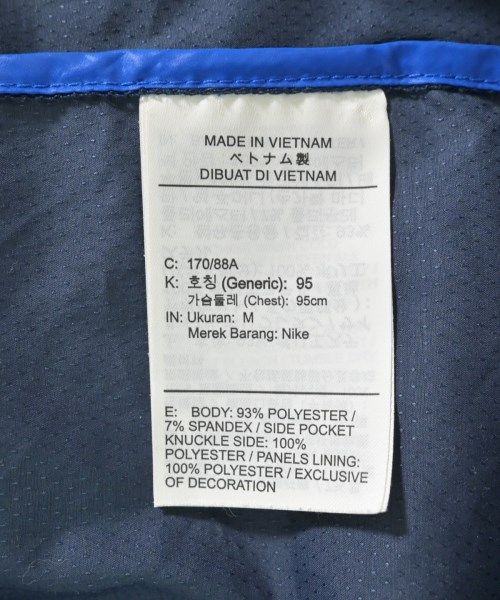 MADE IN VIETNAM
ベトナム製
DIBUAT DI VIETNAM
C: 170/88A
K: 호칭 (Generic): 95
가슴둘레 (Chest): 95cm
IN: Ukuran: M
Merek Barang: Nike
E: BODY: 93% POLYESTER /
7% SPANDEX / SIDE POCKET
KNUCKLE SIDE: 100%
POLYESTER / PANELS LINING:
100% POLYESTER / EXCLUSIVE
OF DECORATION